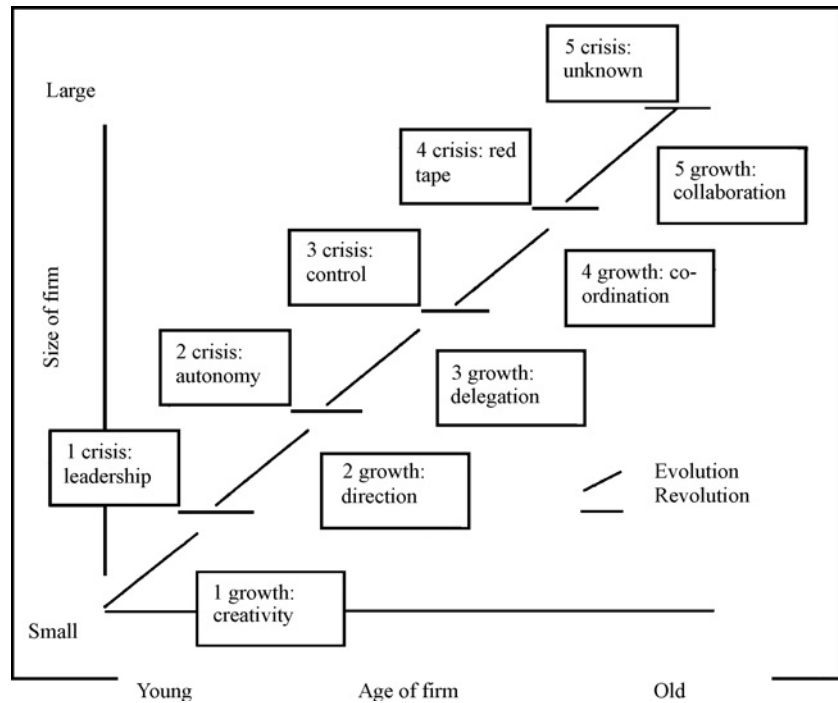 5 crisis:
unknown
Large
4 crisis: red
tape
5 growth:
collaboration
3 crisis:
control
4 growth: co-
ordination
Size of firm
2 crisis:
autonomy
3 growth:
delegation
1 crisis:
leadership
2 growth:
direction
Evolution
Revolution
1 growth:
creativity
Small
Young
Age of firm
Old